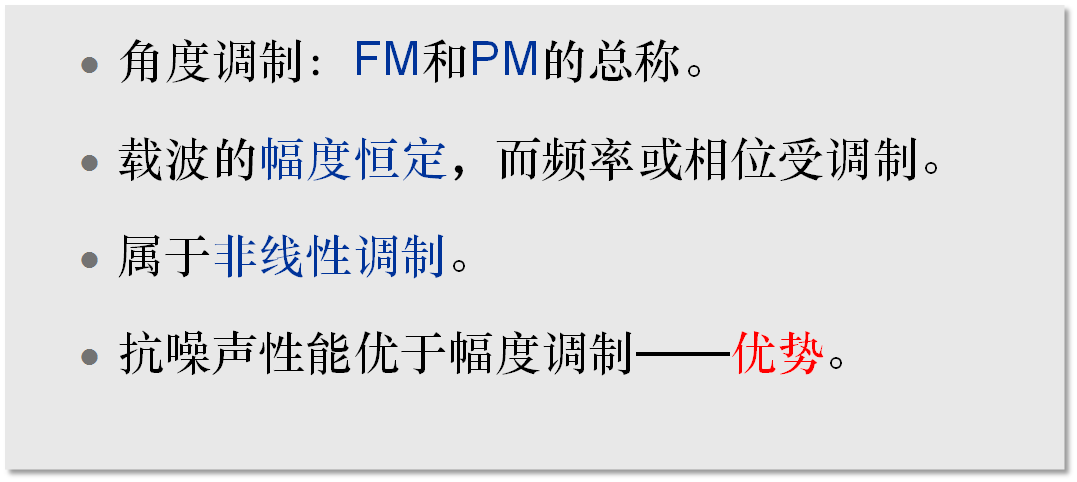 角度调制：FM和PM的总称。
载波的幅度恒定，而频率或相位受调制。
属于非线性调制。
抗噪声性能优于幅度调制——优势。